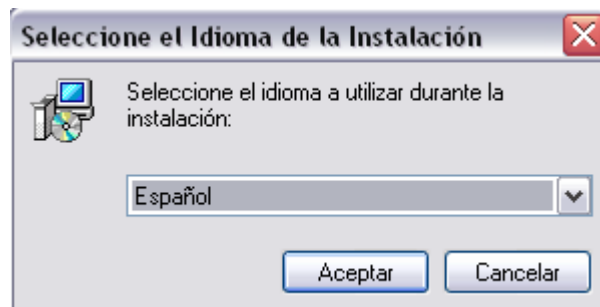 Seleccione el Idioma de la Instalación
Seleccione el idioma a utilizar durante la
instalación:
Español
Aceptar
Cancelar